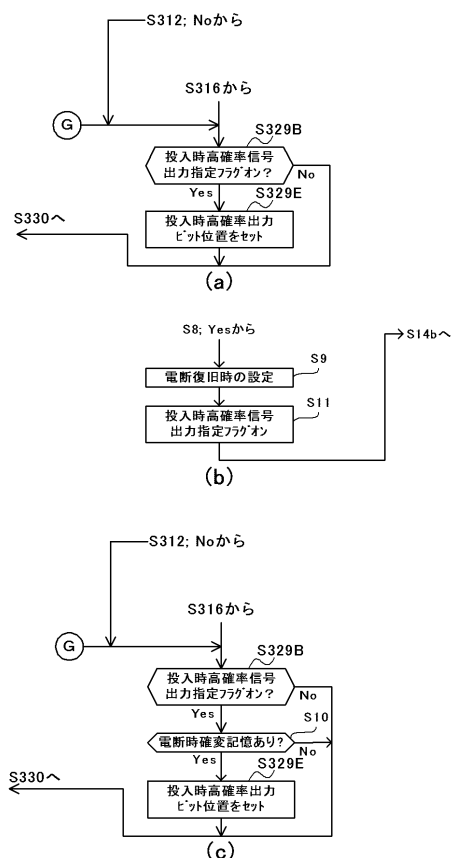 S312; Noから
S316から
G
S329B
投入時高確率信号
出力指定フラグオン?
No
Yes
S329E
投入時高確率出力
ビット位置をセット
S330へ
(a)
S8; Yesから
S14bへ
S9
電断復旧時の設定
S11
投入時高確率信号
出力指定フラグオン
(b)
S312; Noから
S316から
G
S329B
投入時高確率信号
出力指定フラグオン?
No
Yes
S10
電断時確変記憶あり?
No
Yes
S329E
投入時高確率出力
ビット位置をセット
S330へ
(c)